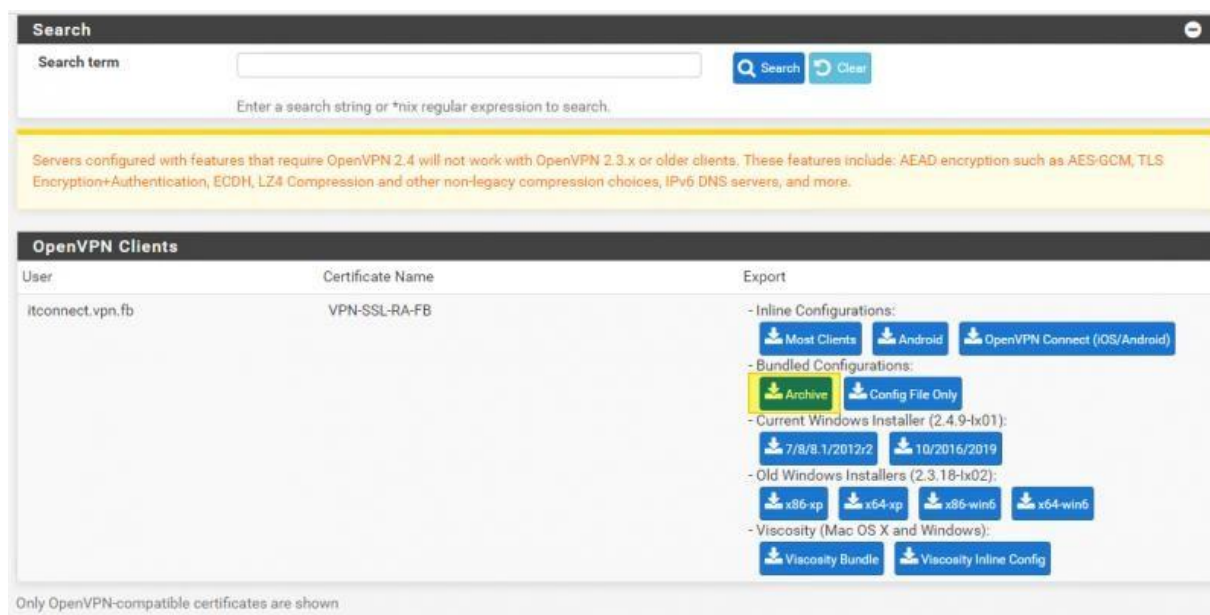 Search
Search term
Search Clear
Enter a search string or *nix regular expression to search.
Servers configured with features that require OpenVPN 2.4 will not work with OpenVPN 2.3.x or older clients. These features include: AEAD encryption such as AES-GCM, TLS
Encryption+Authentication, ECDH, LZ4 Compression and other non-legacy compression choices, IPv6 DNS servers, and more.
OpenVPN Clients
User Certificate Name Export
itconnect.vpn.fb VPN-SSL-RA-FB - Inline Configurations:
Most Clients Android OpenVPN Connect (iOS/Android)
- Bundled Configurations:
Archive Config File Only
- Current Windows Installer (2.4.9-Ix01):
7/8/8.1/2012r2 10/2016/2019
- Old Windows Installers (2.3.18-Ix02):
x86-xp x64-xp x86-win6 x64-win6
- Viscosity (Mac OS X and Windows):
Viscosity Bundle Viscosity Inline Config
Only OpenVPN-compatible certificates are shown